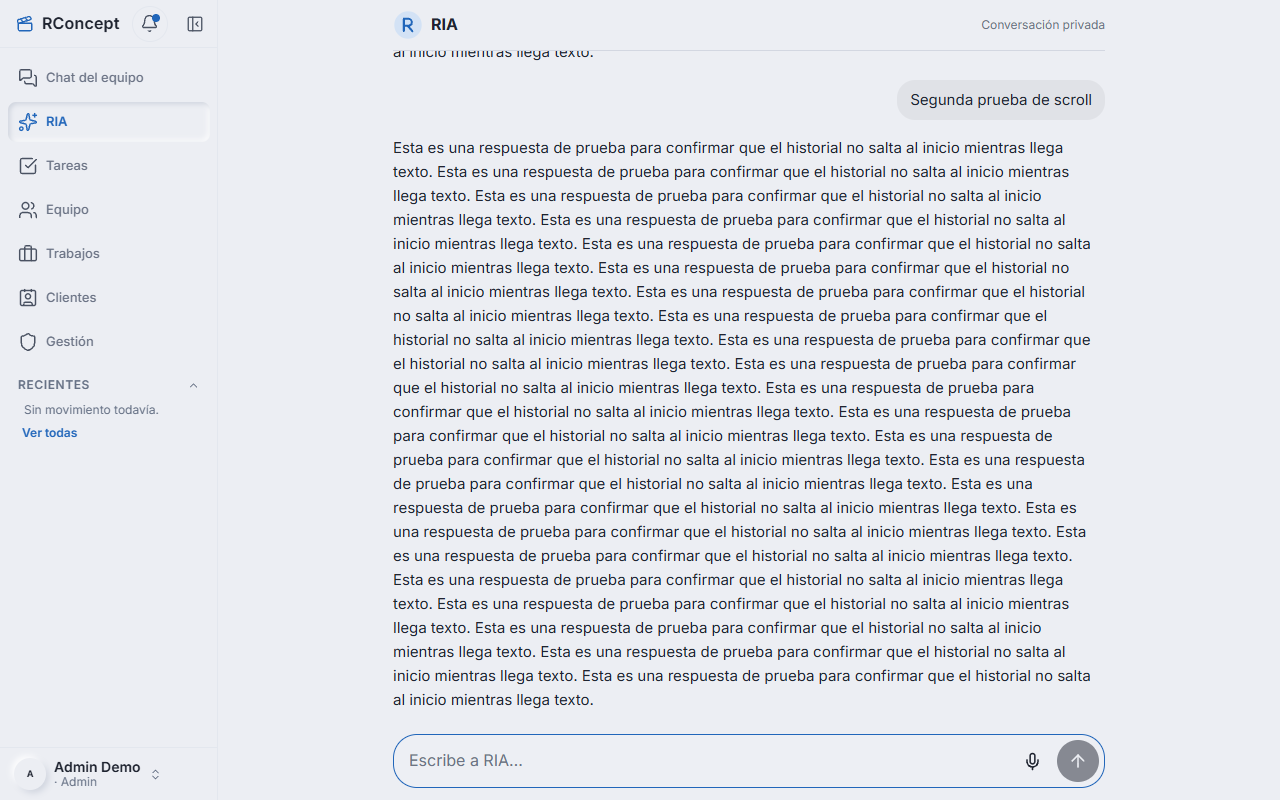 RConcept
Chat del equipo
RIA
Tareas
Equipo
Trabajos
Clientes
Gestión
RECIENTES
Sin movimiento todavía.
Ver todas
A
Admin Demo
· Admin
R
RIA
Conversación privada
al inicio mientras llega texto.
Segunda prueba de scroll
Esta es una respuesta de prueba para confirmar que el historial no salta al inicio mientras llega
texto. Esta es una respuesta de prueba para confirmar que el historial no salta al inicio mientras
llega texto. Esta es una respuesta de prueba para confirmar que el historial no salta al inicio
mientras llega texto. Esta es una respuesta de prueba para confirmar que el historial no salta al
inicio mientras llega texto. Esta es una respuesta de prueba para confirmar que el historial no salta
al inicio mientras llega texto. Esta es una respuesta de prueba para confirmar que el historial no
salta al inicio mientras llega texto. Esta es una respuesta de prueba para confirmar que el historial
no salta al inicio mientras llega texto. Esta es una respuesta de prueba para confirmar que el
historial no salta al inicio mientras llega texto. Esta es una respuesta de prueba para confirmar que
el historial no salta al inicio mientras llega texto. Esta es una respuesta de prueba para confirmar
que el historial no salta al inicio mientras llega texto. Esta es una respuesta de prueba para
confirmar que el historial no salta al inicio mientras llega texto. Esta es una respuesta de prueba
para confirmar que el historial no salta al inicio mientras llega texto. Esta es una respuesta de
prueba para confirmar que el historial no salta al inicio mientras llega texto. Esta es una respuesta
de prueba para confirmar que el historial no salta al inicio mientras llega texto. Esta es una
respuesta de prueba para confirmar que el historial no salta al inicio mientras llega texto. Esta es
una respuesta de prueba para confirmar que el historial no salta al inicio mientras llega texto. Esta
es una respuesta de prueba para confirmar que el historial no salta al inicio mientras llega texto.
Esta es una respuesta de prueba para confirmar que el historial no salta al inicio mientras llega
texto. Esta es una respuesta de prueba para confirmar que el historial no salta al inicio mientras
llega texto. Esta es una respuesta de prueba para confirmar que el historial no salta al inicio
mientras llega texto. Esta es una respuesta de prueba para confirmar que el historial no salta al
inicio mientras llega texto. Esta es una respuesta de prueba para confirmar que el historial no salta
al inicio mientras llega texto.
Escribe a RIA...